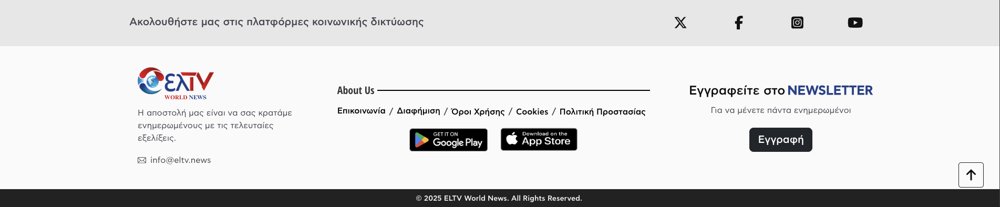 Ακολουθήστε μας στις πλατφόρμες κοινωνικής δικτύωσης
ελTV
WORLD NEWS
Η αποστολή μας είναι να σας κρατάμε
ενημερωμένους με τις τελευταίες
εξελίξεις.
info@eltv.news
About Us
Επικοινωνία / Διαφήμιση / Όροι Χρήσης / Cookies / Πολιτική Προστασίας
GET IT ON
Google Play
Download on the
App Store
Εγγραφείτε στο NEWSLETTER
Για να μένετε πάντα ενημερωμένοι
Εγγραφή
© 2025 ELTV World News. All Rights Reserved.